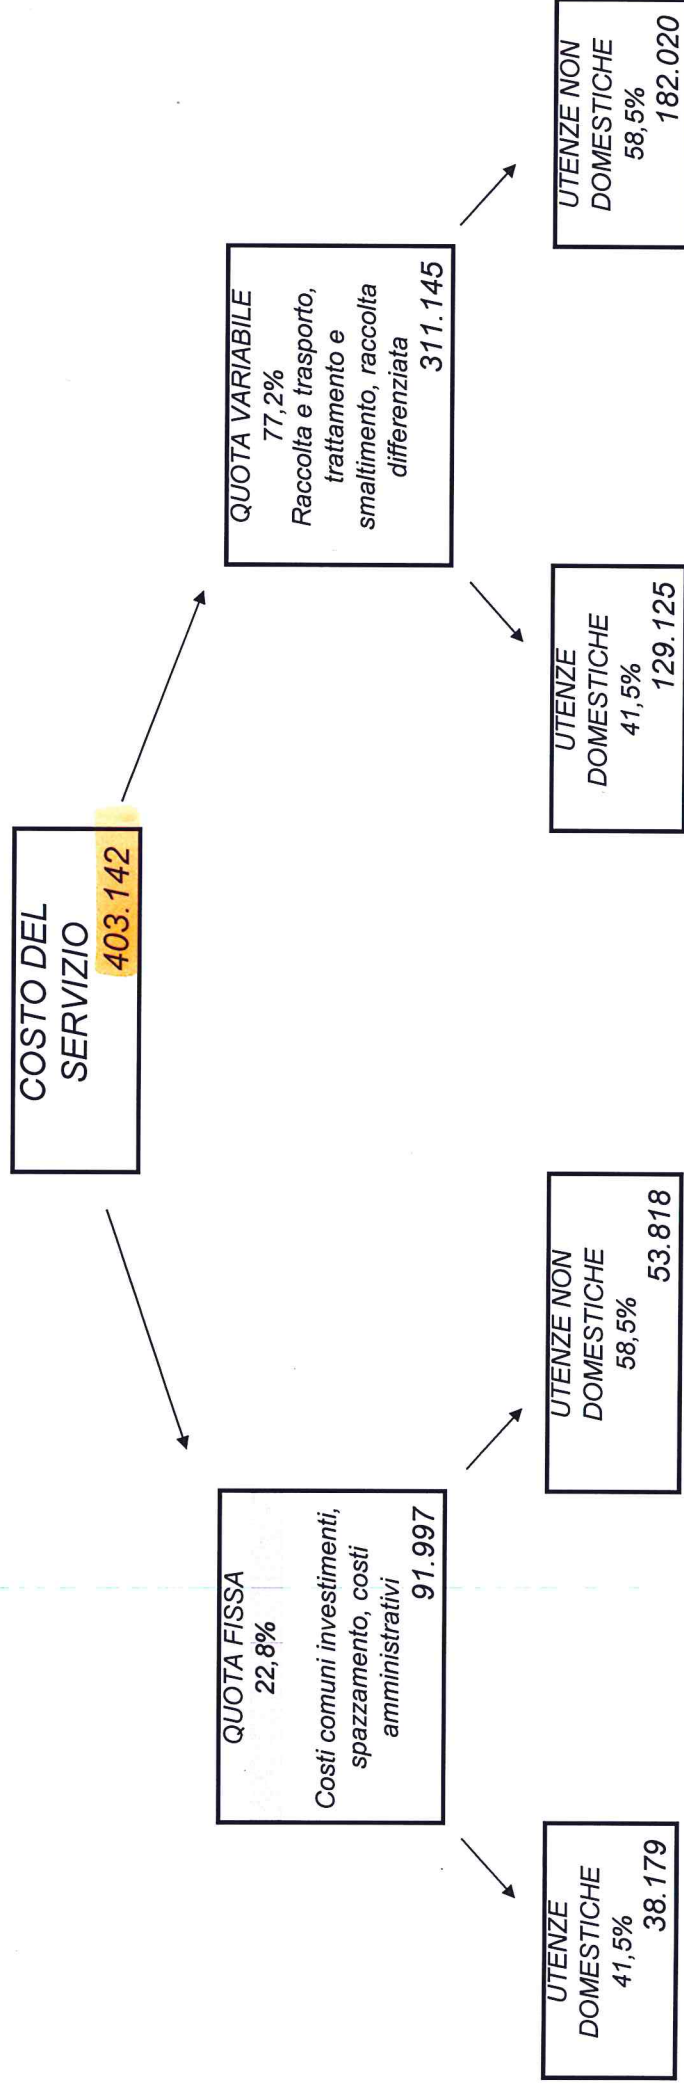 COSTO DEL
SERVIZIO
403.142
QUOTA FISSA
22,8%
Costi comuni investimenti,
spazzamento, costi
amministrativi
91.997
QUOTA VARIABILE
77,2%
Raccolta e trasporto,
trattamento e
smaltimento, raccolta
differenziata
311.145
UTENZE
DOMESTICHE
41,5%
38.179
UTENZE NON
DOMESTICHE
58,5%
53.818
UTENZE
DOMESTICHE
41,5%
129.125
UTENZE NON
DOMESTICHE
58,5%
182.020